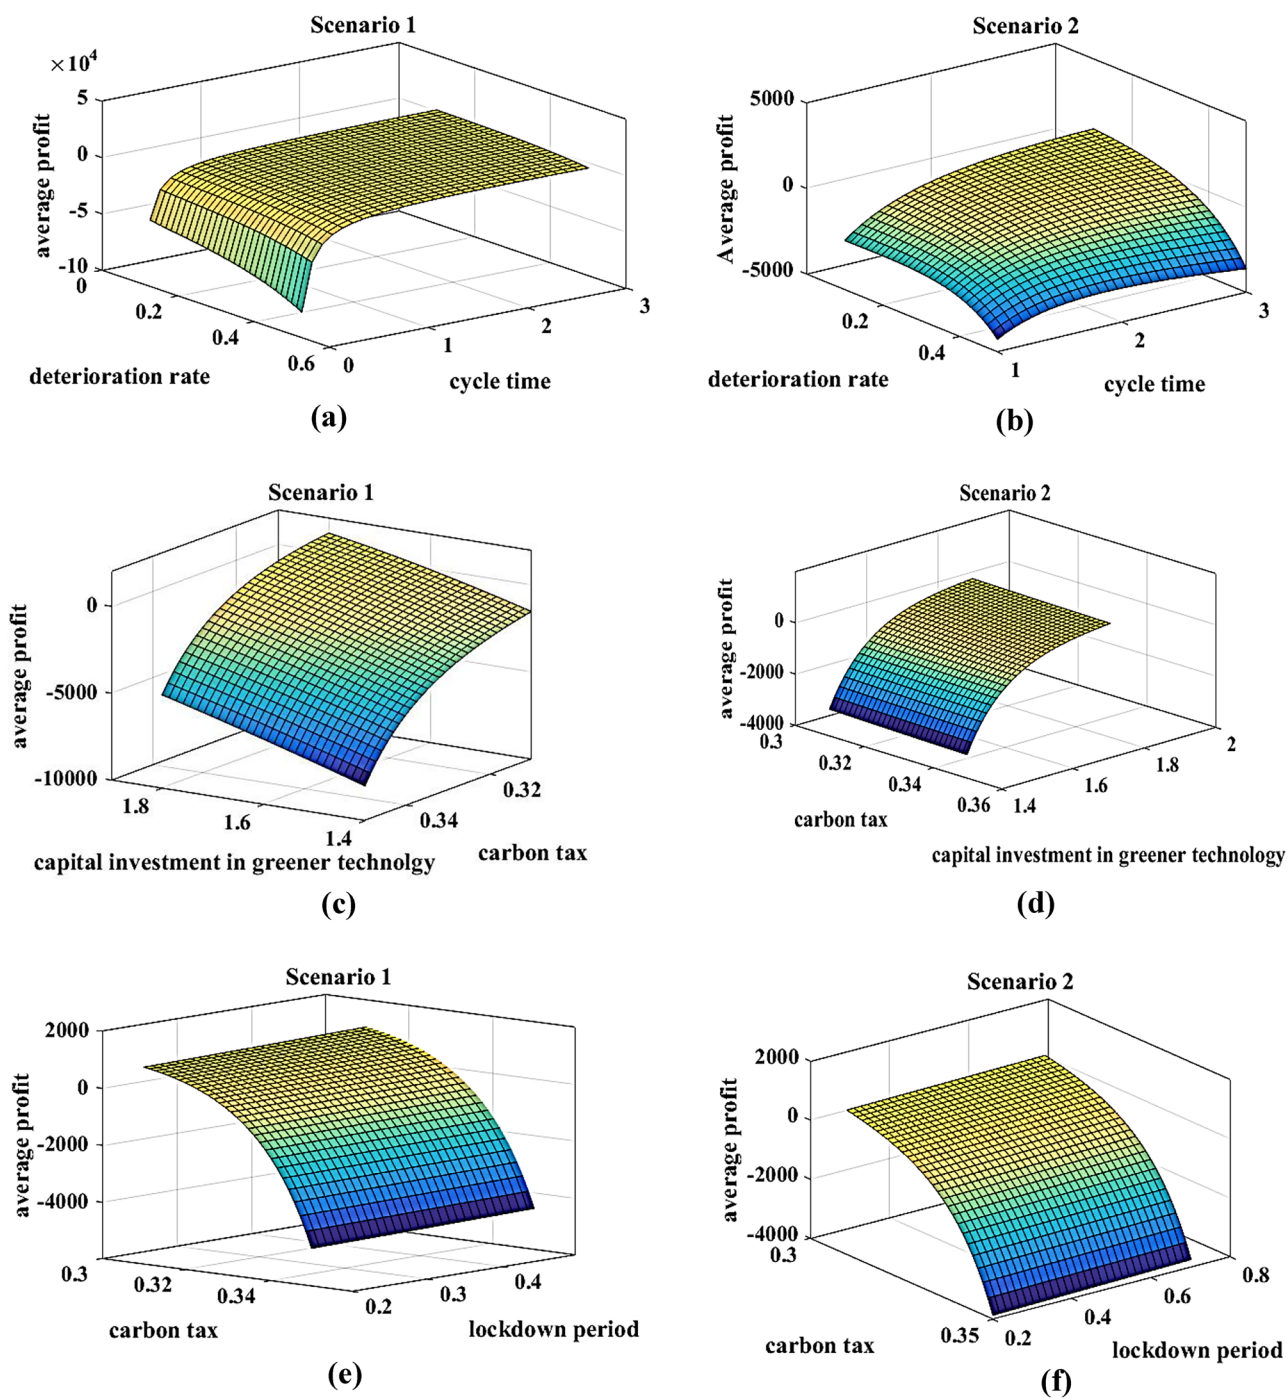 Scenario 1
×10⁴
5
0
-5
-10
average profit
0
0.2
0.4
0.6
deterioration rate
0
1
2
3
cycle time
(a)
Scenario 2
5000
0
-5000
Average profit
0.2
0.4
deterioration rate
1
2
3
cycle time
(b)
Scenario 1
0
-5000
-10000
average profit
1.8
1.6
1.4
capital investment in greener technolgy
0.34
0.32
carbon tax
(c)
Scenario 2
0
-2000
-4000
average profit
0.3
0.32
0.34
0.36
carbon tax
1.4
1.6
1.8
2
capital investment in greener technology
(d)
Scenario 1
2000
0
-2000
-4000
average profit
0.3
0.32
0.34
carbon tax
0.2
0.3
0.4
lockdown period
(e)
Scenario 2
2000
0
-2000
-4000
average profit
0.3
0.35
carbon tax
0.2
0.4
0.6
0.8
lockdown period
(f)